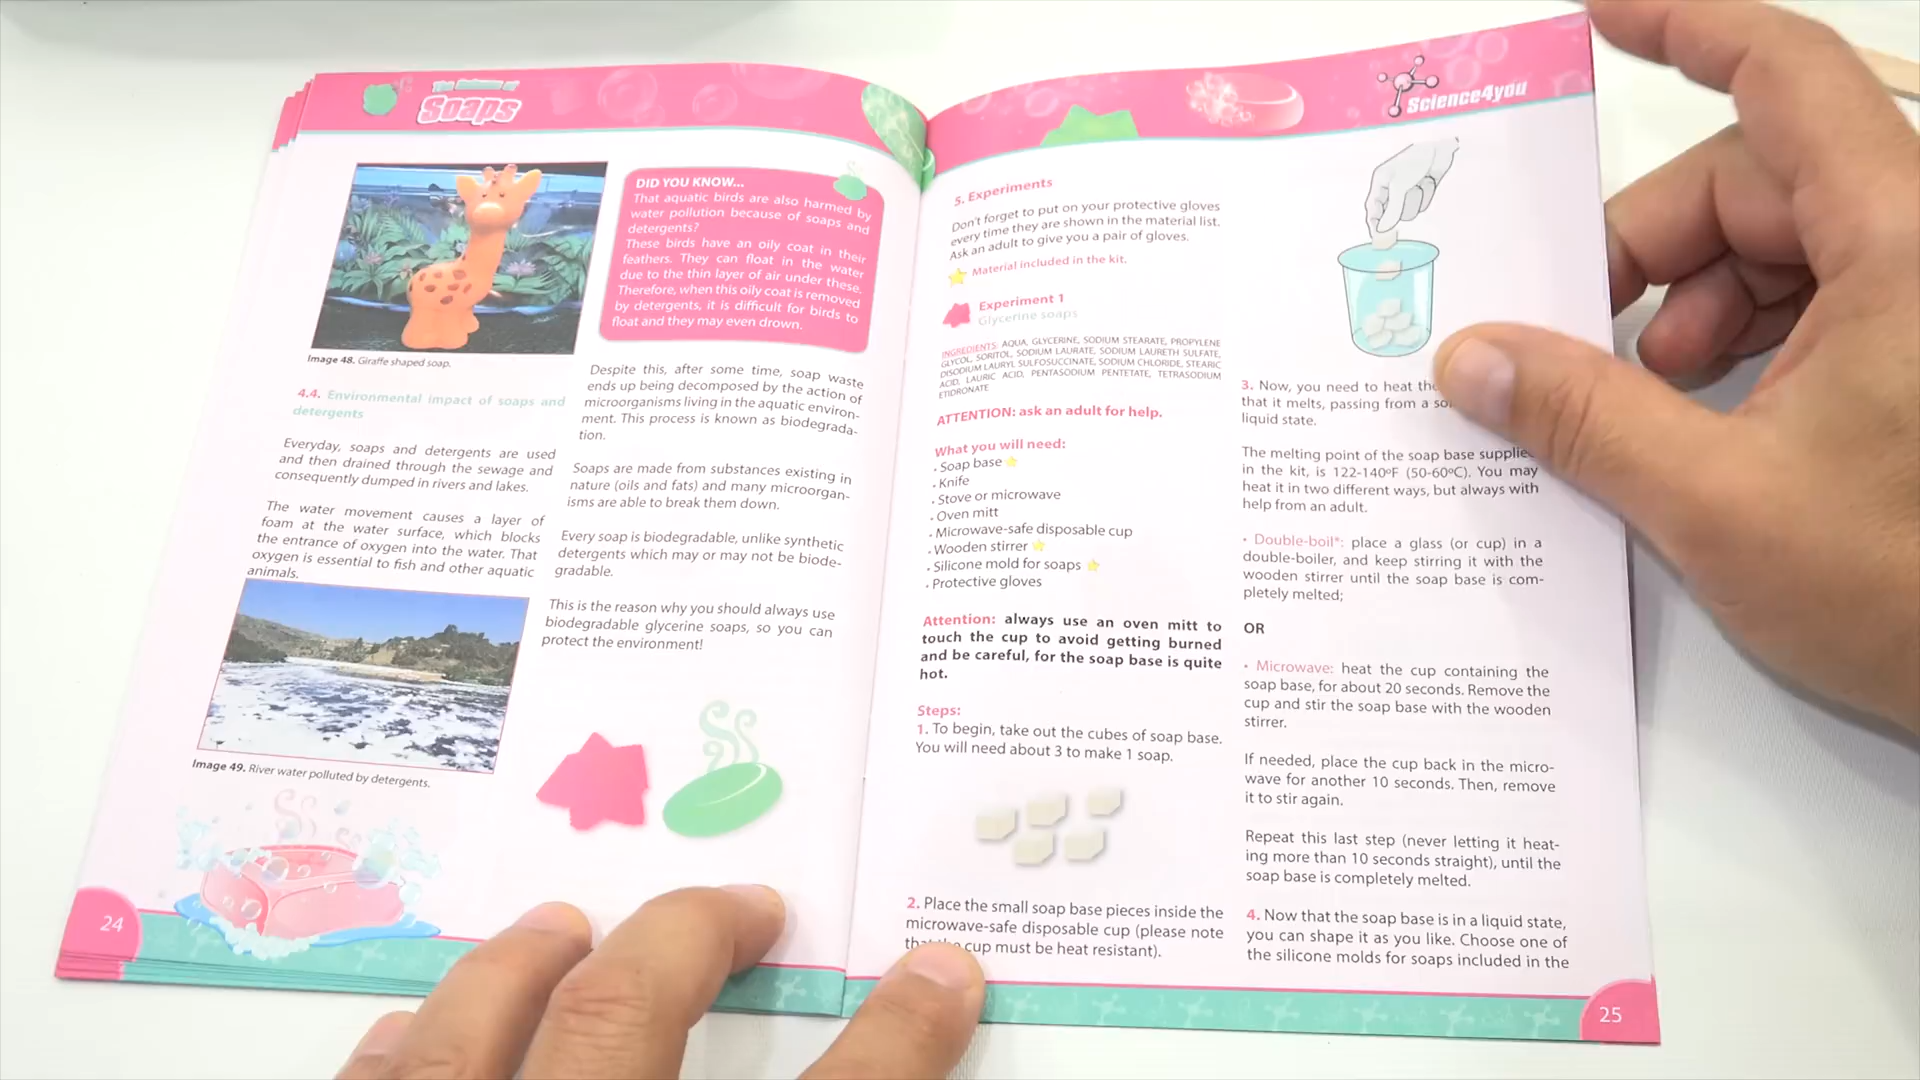 The Science of
Soaps
Image 48. Giraffe shaped soap.
4.4. Environmental impact of soaps and
detergents
Everyday, soaps and detergents are used
and then drained through the sewage and
consequently dumped in rivers and lakes.
The water movement causes a layer of
foam at the water surface, which blocks
the entrance of oxygen into the water. That
oxygen is essential to fish and other aquatic
animals.
Image 49. River water polluted by detergents.
24
DID YOU KNOW...
That aquatic birds are also harmed by
water pollution because of soaps and
detergents?
These birds have an oily coat in their
feathers. They can float in the water
due to the thin layer of air under these.
Therefore, when this oily coat is removed
by detergents, it is difficult for birds to
float and they may even drown.
Despite this, after some time, soap waste
ends up being decomposed by the action of
microorganisms living in the aquatic environ-
ment. This process is known as biodegrada-
tion.
Soaps are made from substances existing in
nature (oils and fats) and many microorgan-
isms are able to break them down.
Every soap is biodegradable, unlike synthetic
detergents which may or may not be biode-
gradable.
This is the reason why you should always use
biodegradable glycerine soaps, so you can
protect the environment!
Science4you
5. Experiments
Don't forget to put on your protective gloves
every time they are shown in the material list.
Ask an adult to give you a pair of gloves.
Material included in the kit.
Experiment 1
Glycerine soaps
INGREDIENTS: AQUA, GLYCERINE, SODIUM STEARATE, PROPYLENE
GLYCOL, SORITOL, SODIUM LAURATE, SODIUM LAURETH SULFATE,
DISODIUM LAURYL SULFOSUCCINATE, SODIUM CHLORIDE, STEARIC
ACID, LAURIC ACID, PENTASODIUM PENTETATE, TETRASODIUM
ETIDRONATE
ATTENTION: ask an adult for help.
What you will need:
. Soap base
. Knife
. Stove or microwave
. Oven mitt
. Microwave-safe disposable cup
. Wooden stirrer
. Silicone mold for soaps
. Protective gloves
Attention: always use an oven mitt to
touch the cup to avoid getting burned
and be careful, for the soap base is quite
hot.
Steps:
1. To begin, take out the cubes of soap base.
You will need about 3 to make 1 soap.
2. Place the small soap base pieces inside the
microwave-safe disposable cup (please note
cup must be heat resistant).
3. Now, you need to heat
that it melts, passing from a
liquid state.
The melting point of the soap base supplied
in the kit, is 122-140ºF (50-60ºC). You may
heat it in two different ways, but always with
help from an adult.
• Double-boil*: place a glass (or cup) in a
double-boiler, and keep stirring it with the
wooden stirrer until the soap base is com-
pletely melted;
OR
• Microwave: heat the cup containing the
soap base, for about 20 seconds. Remove the
cup and stir the soap base with the wooden
stirrer.
If needed, place the cup back in the micro-
wave for another 10 seconds. Then, remove
it to stir again.
Repeat this last step (never letting it heat-
ing more than 10 seconds straight), until the
soap base is completely melted.
4. Now that the soap base is in a liquid state,
you can shape it as you like. Choose one of
the silicone molds for soaps included in the
25